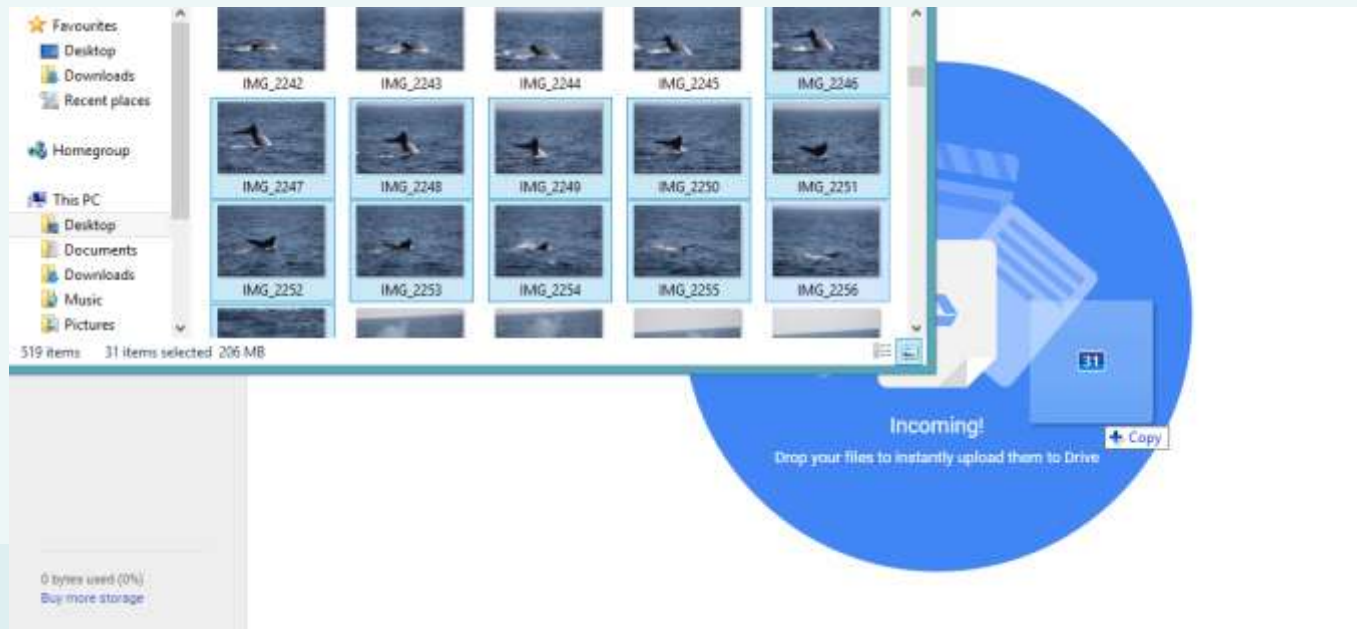 Favourites
Desktop
Downloads
Recent places
Homegroup
This PC
Desktop
Documents
Downloads
Music
Pictures
IMG_2242 IMG_2243 IMG_2244 IMG_2245 IMG_2246
IMG_2247 IMG_2248 IMG_2249 IMG_2250 IMG_2251
IMG_2252 IMG_2253 IMG_2254 IMG_2255 IMG_2256
519 items 31 items selected 206 MB
31
Copy
Incoming!
Drop your files to instantly upload them to Drive
0 bytes used (0%)
Buy more storage